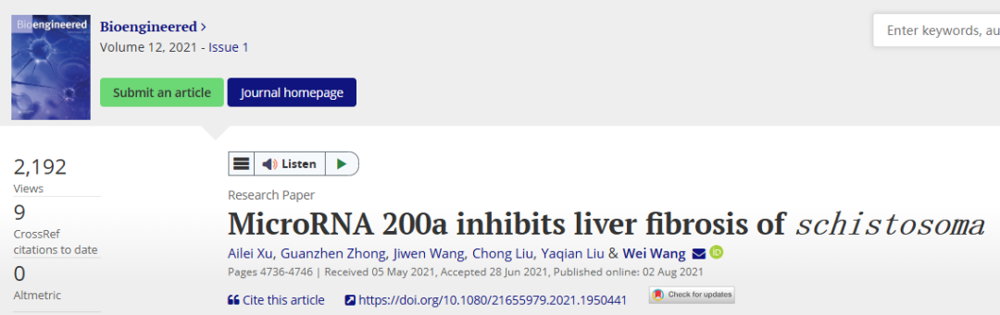 Bioengineered
Bioengineered >
Volume 12, 2021 - Issue 1
Enter keywords, au
Submit an article
Journal homepage
2,192
Views
9
CrossRef
citations to date
0
Altmetric
Listen
Research Paper
MicroRNA 200a inhibits liver fibrosis of schistosoma
Ailei Xu, Guanzhen Zhong, Jiwen Wang, Chong Liu, Yaqian Liu & Wei Wang iD
Pages 4736-4746 | Received 05 May 2021, Accepted 28 Jun 2021, Published online: 02 Aug 2021
Cite this article
https://doi.org/10.1080/21655979.2021.1950441
Check for updates